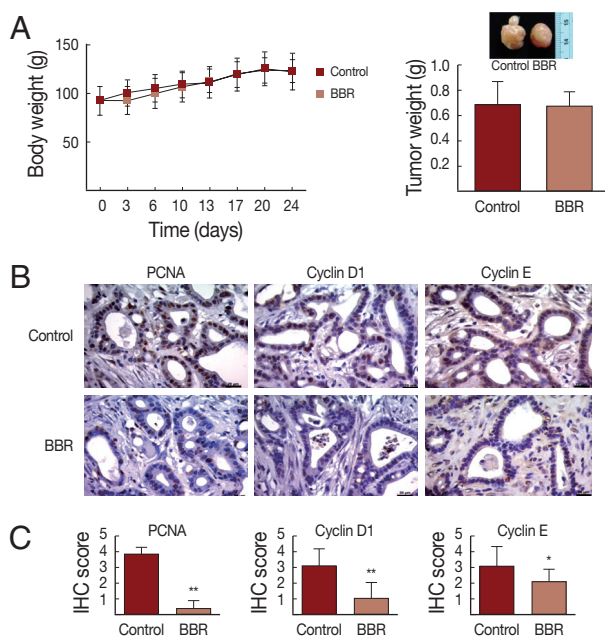 A
Body weight (g)
150
100
50
0 3 6 10 13 17 20 24
Time (days)
Control
BBR
15
14
Control BBR
Tumor weight (g)
1.0
0.8
0.6
0.4
0.2
Control BBR
B
PCNA Cyclin D1 Cyclin E
Control
BBR
C
PCNA
IHC score
5
4
3
2
1
**
Control BBR
Cyclin D1
IHC score
5
4
3
2
1
**
Control BBR
Cyclin E
IHC score
5
4
3
2
1
*
Control BBR